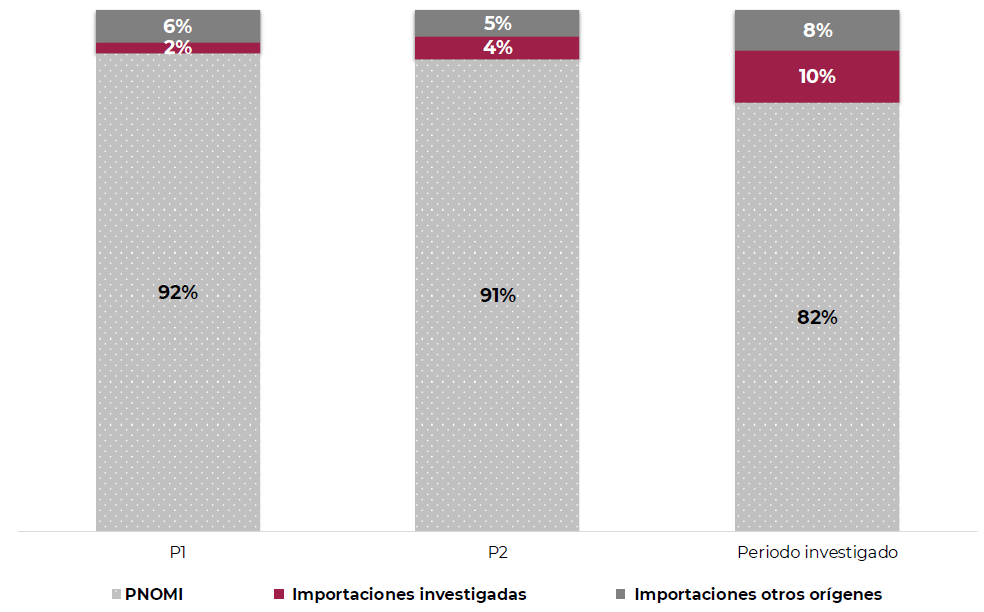 6%
2%
92%
5%
4%
91%
8%
10%
82%
P1
P2
Periodo investigado
PNOMI
Importaciones investigadas
Importaciones otros orígenes